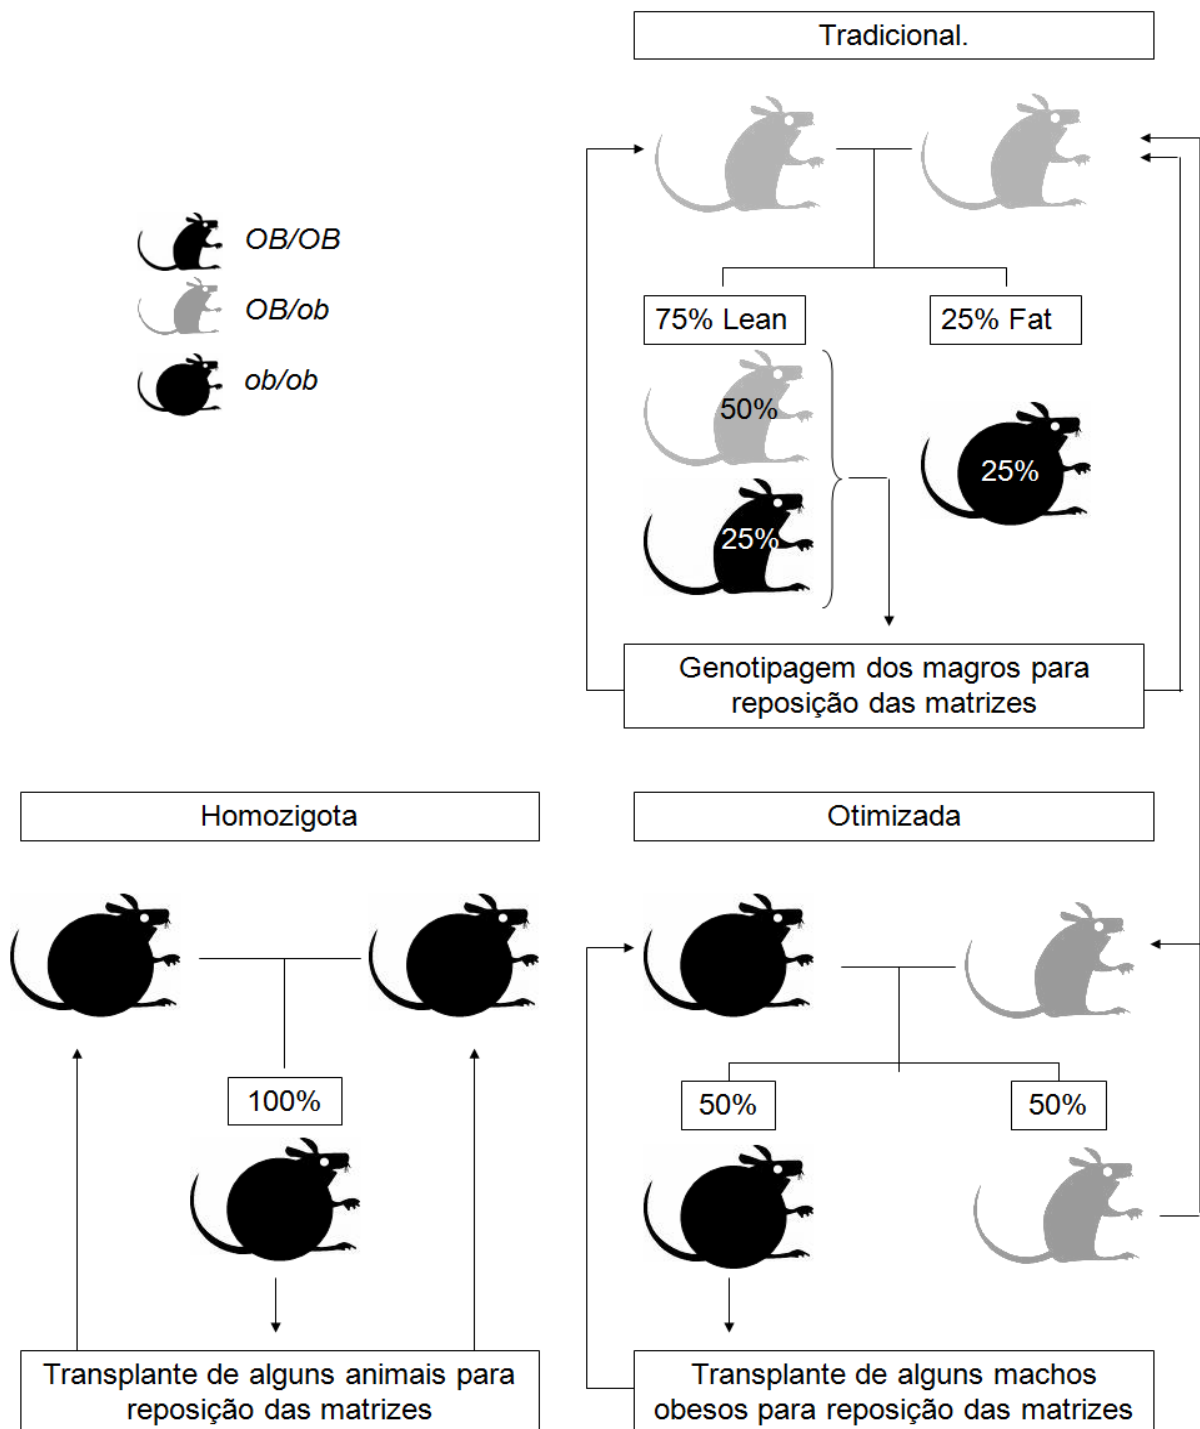 Tradicional.
OB/OB
OB/ob
ob/ob
75% Lean
25% Fat
50%
25%
25%
Genotipagem dos magros para
reposição das matrizes
Homozigota
100%
Transplante de alguns animais para
reposição das matrizes
Otimizada
50%
50%
Transplante de alguns machos
obesos para reposição das matrizes